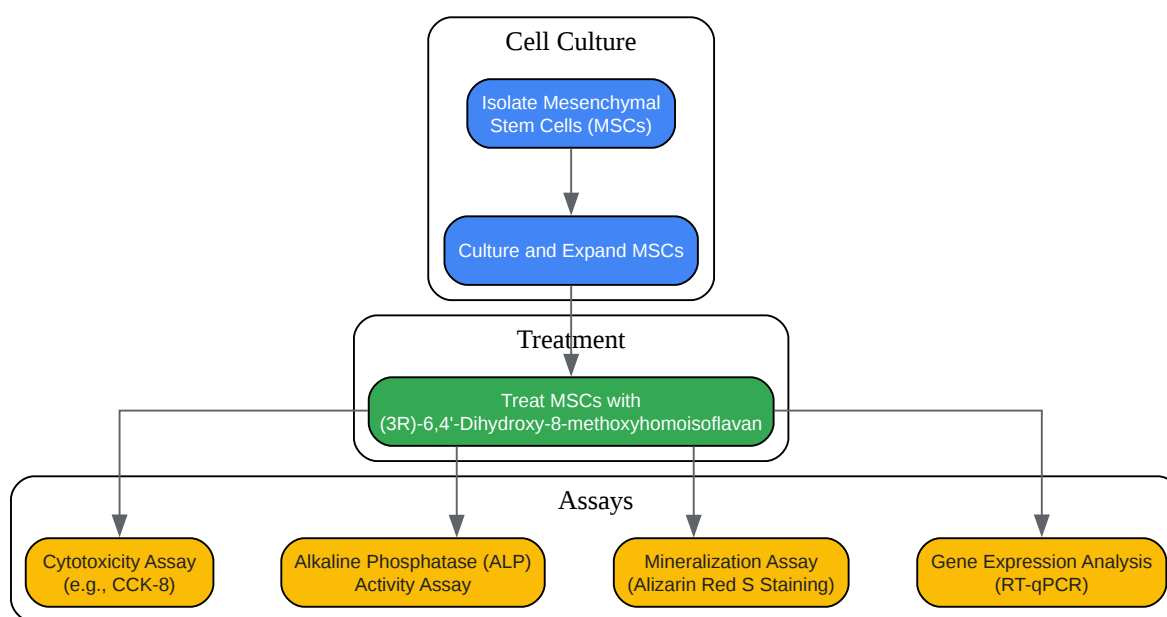 Cell Culture
Isolate Mesenchymal
Stem Cells (MSCs)
Culture and Expand MSCs
Treatment
Treat MSCs with
(3R)-6,4'-Dihydroxy-8-methoxyhomoisoflavan
Assays
Cytotoxicity Assay
(e.g., CCK-8)
Alkaline Phosphatase (ALP)
Activity Assay
Mineralization Assay
(Alizarin Red S Staining)
Gene Expression Analysis
(RT-qPCR)